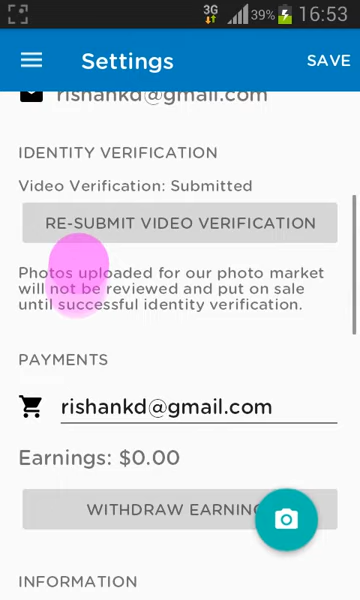 3G 39% 16:53
Settings SAVE
rishankd@gmail.com
IDENTITY VERIFICATION
Video Verification: Submitted
RE-SUBMIT VIDEO VERIFICATION
Photos uploaded for our photo market
will not be reviewed and put on sale
until successful identity verification.
PAYMENTS
rishankd@gmail.com
Earnings: $0.00
WITHDRAW EARNING
INFORMATION